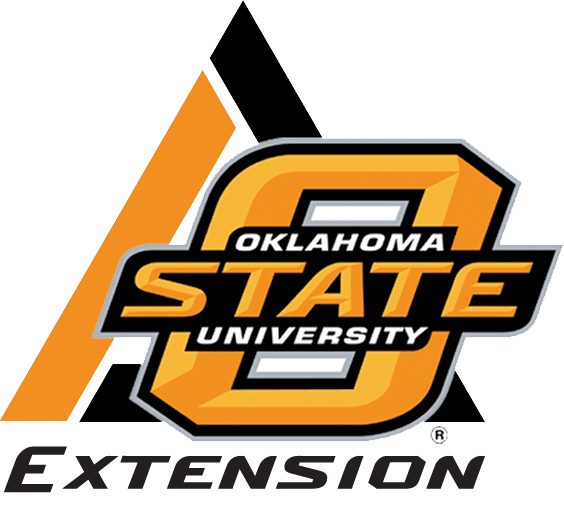 OKLAHOMA
STATE
UNIVERSITY
®
EXTENSION